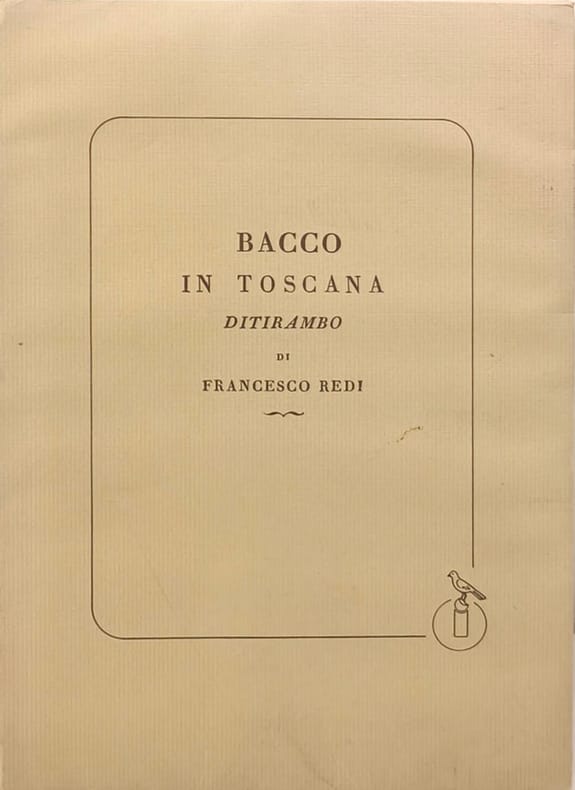 BACCO
IN TOSCANA
DITIRAMBO
DI
FRANCESCO REDI